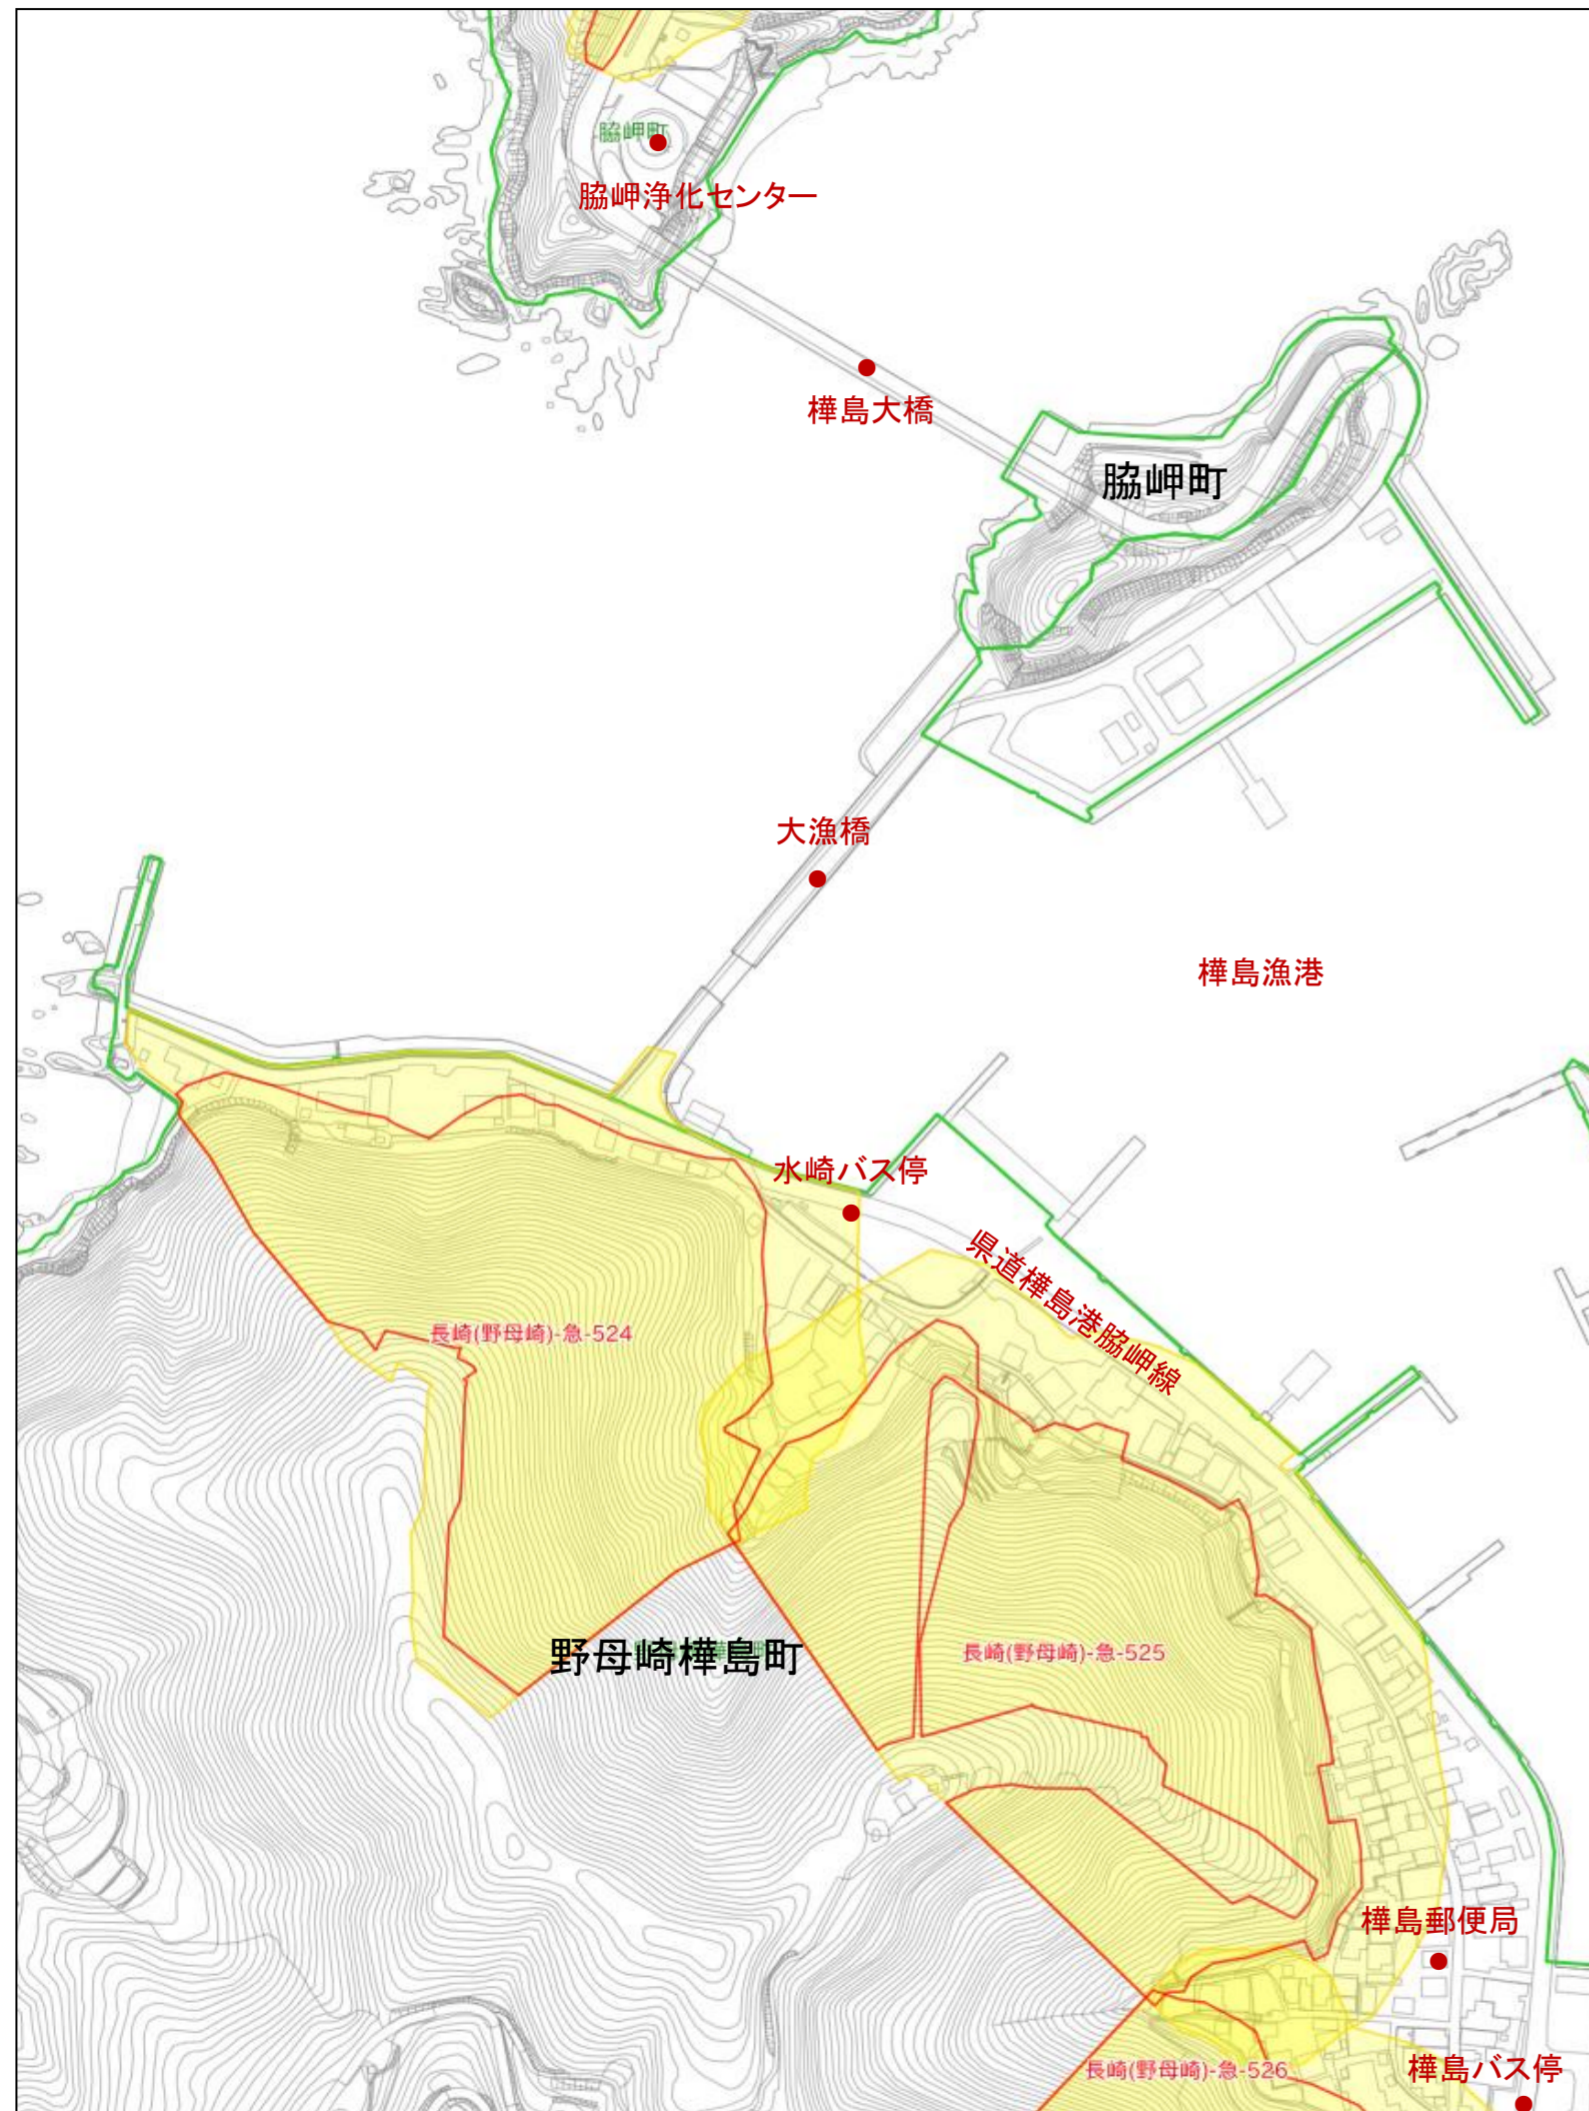 脇岬町
脇岬浄化センター
樺島大橋
脇岬町
大漁橋
樺島漁港
水崎バス停
県道樺島港脇岬線
長崎(野母崎)-急-524
野母崎樺島町
長崎(野母崎)-急-525
樺島郵便局
長崎(野母崎)-急-526
樺島バス停